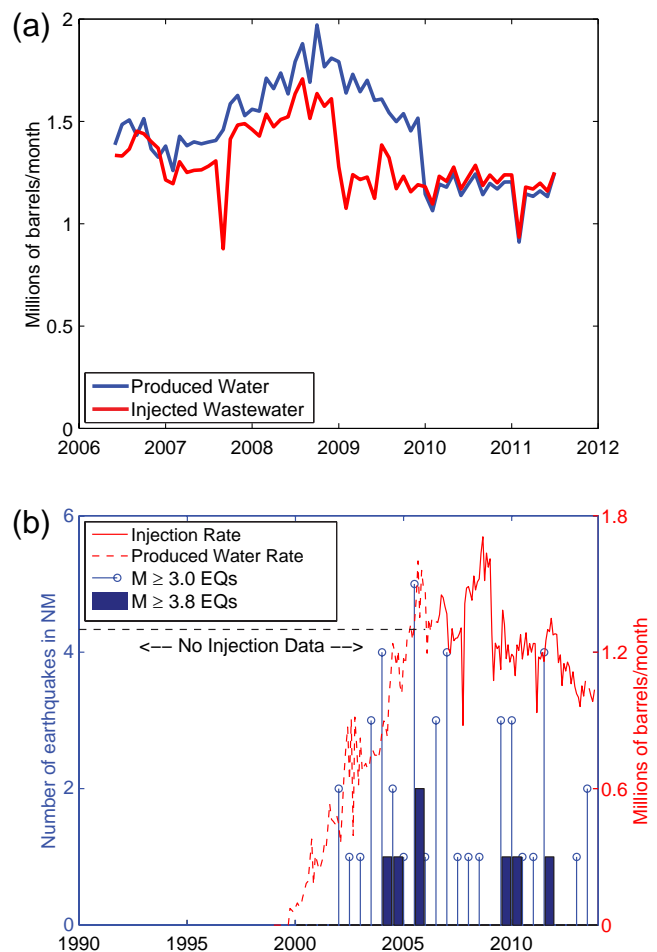 (a)
2
1.5
1
0.5
0
Millions of barrels/month
Produced Water
Injected Wastewater
2006 2007 2008 2009 2010 2011 2012
(b)
6
4
2
0
Number of earthquakes in NM
Injection Rate
Produced Water Rate
M ≥ 3.0 EQs
M ≥ 3.8 EQs
<−− No Injection Data −−>
1.8
1.2
0.6
0
Millions of barrels/month
1990 1995 2000 2005 2010